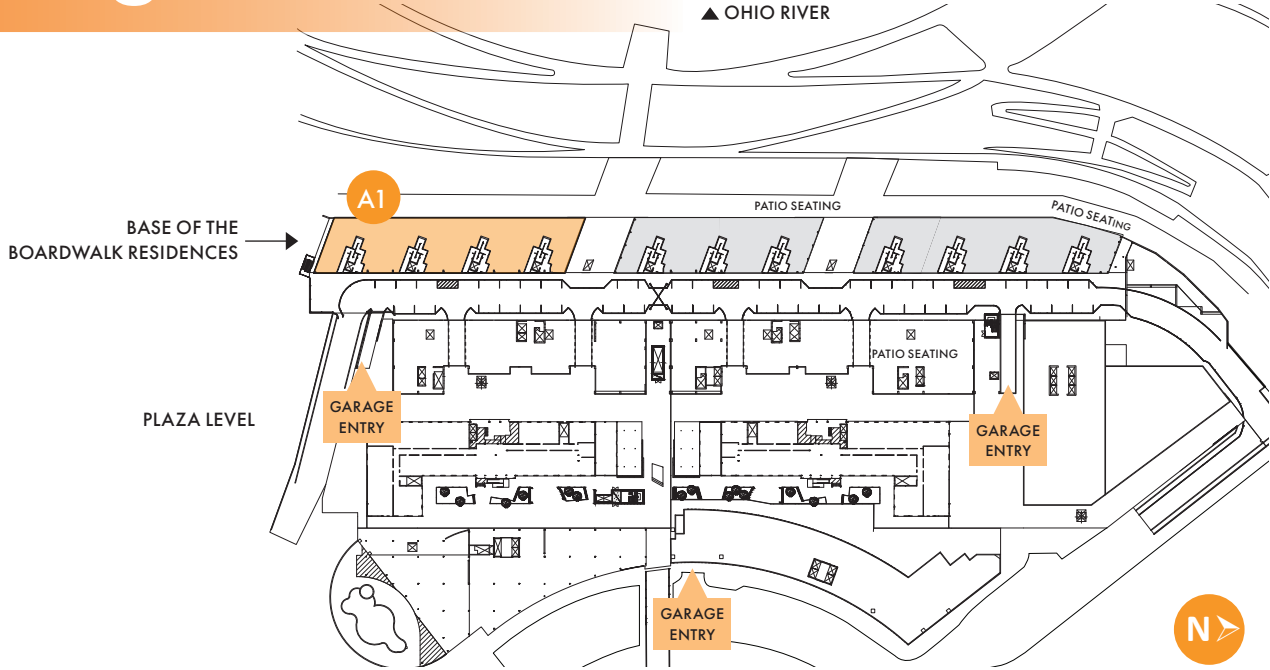 ▲ OHIO RIVER
A1
PATIO SEATING
PATIO SEATING
BASE OF THE
BOARDWALK RESIDENCES
PATIO SEATING
PLAZA LEVEL
GARAGE
ENTRY
GARAGE
ENTRY
GARAGE
ENTRY
N